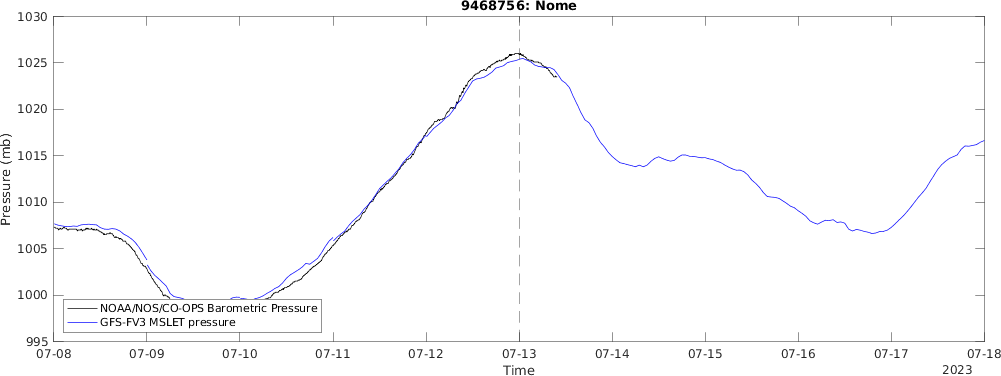 9468756: Nome
1030
1025
1020
1015
1010
1005
1000
995
Pressure (mb)
NOAA/NOS/CO-OPS Barometric Pressure
GFS-FV3 MSLET pressure
07-08 07-09 07-10 07-11 07-12 07-13 07-14 07-15 07-16 07-17 07-18
Time
2023